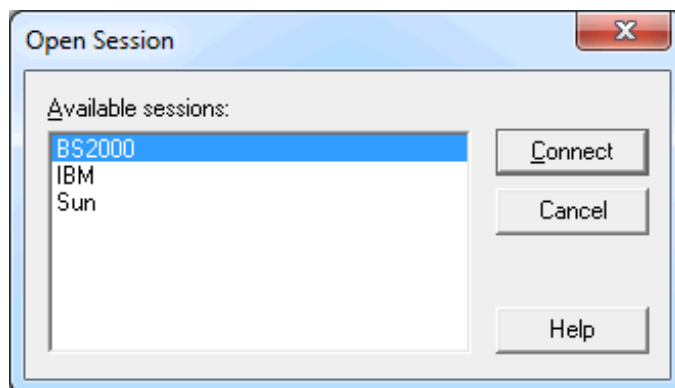 Open Session
Available sessions:
BS2000
IBM
Sun
Connect
Cancel
Help